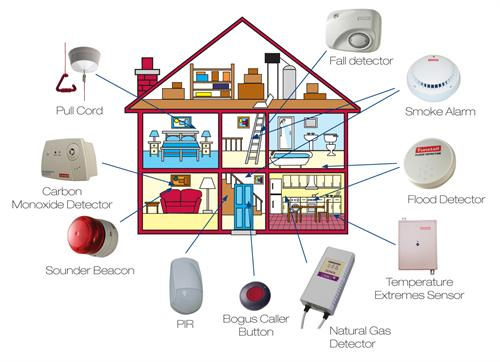 Fall detector
Pull Cord
Smoke Alarm
Carbon
Monoxide Detector
Tunstall
Flood Detector
Sounder Beacon
Temperature
Extremes Sensor
PIR
Bogus Caller
Button
Natural Gas
Detector